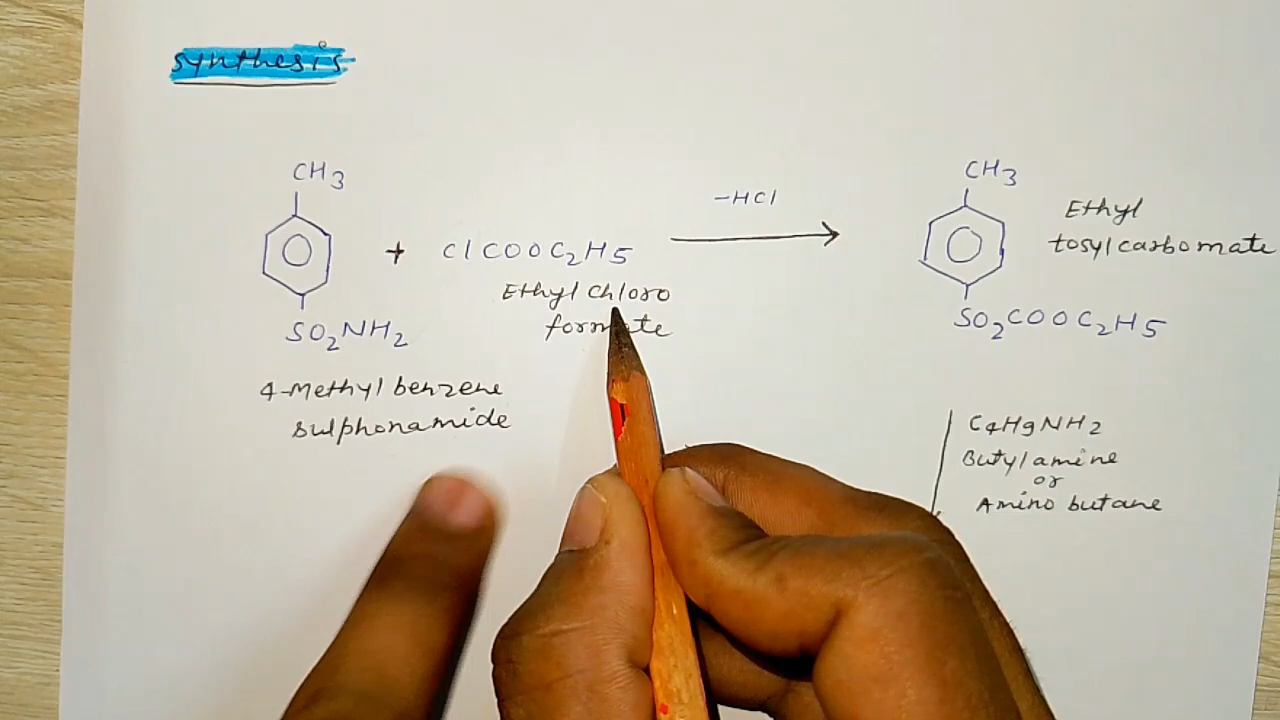 synthesis
CH3
+
ClCOOC2H5
SO2NH2
Ethyl chloro
formate
4-Methyl benzene
sulphonamide
-HCl
CH3
Ethyl
tosylcarbomate
SO2COOC2H5
C4H9NH2
Butylamine
or
Amino butane